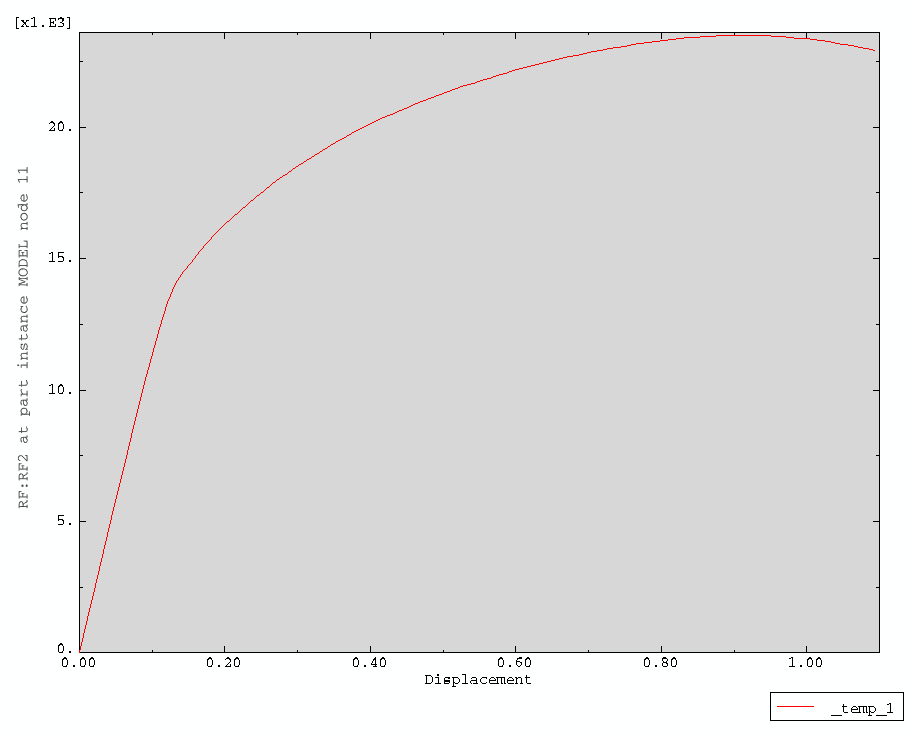 [x1.E3]
20.
15.
10.
5.
0.
RF:RF2 at part instance MODEL node 11
0.00 0.20 0.40 0.60 0.80 1.00
Displacement
_temp_1